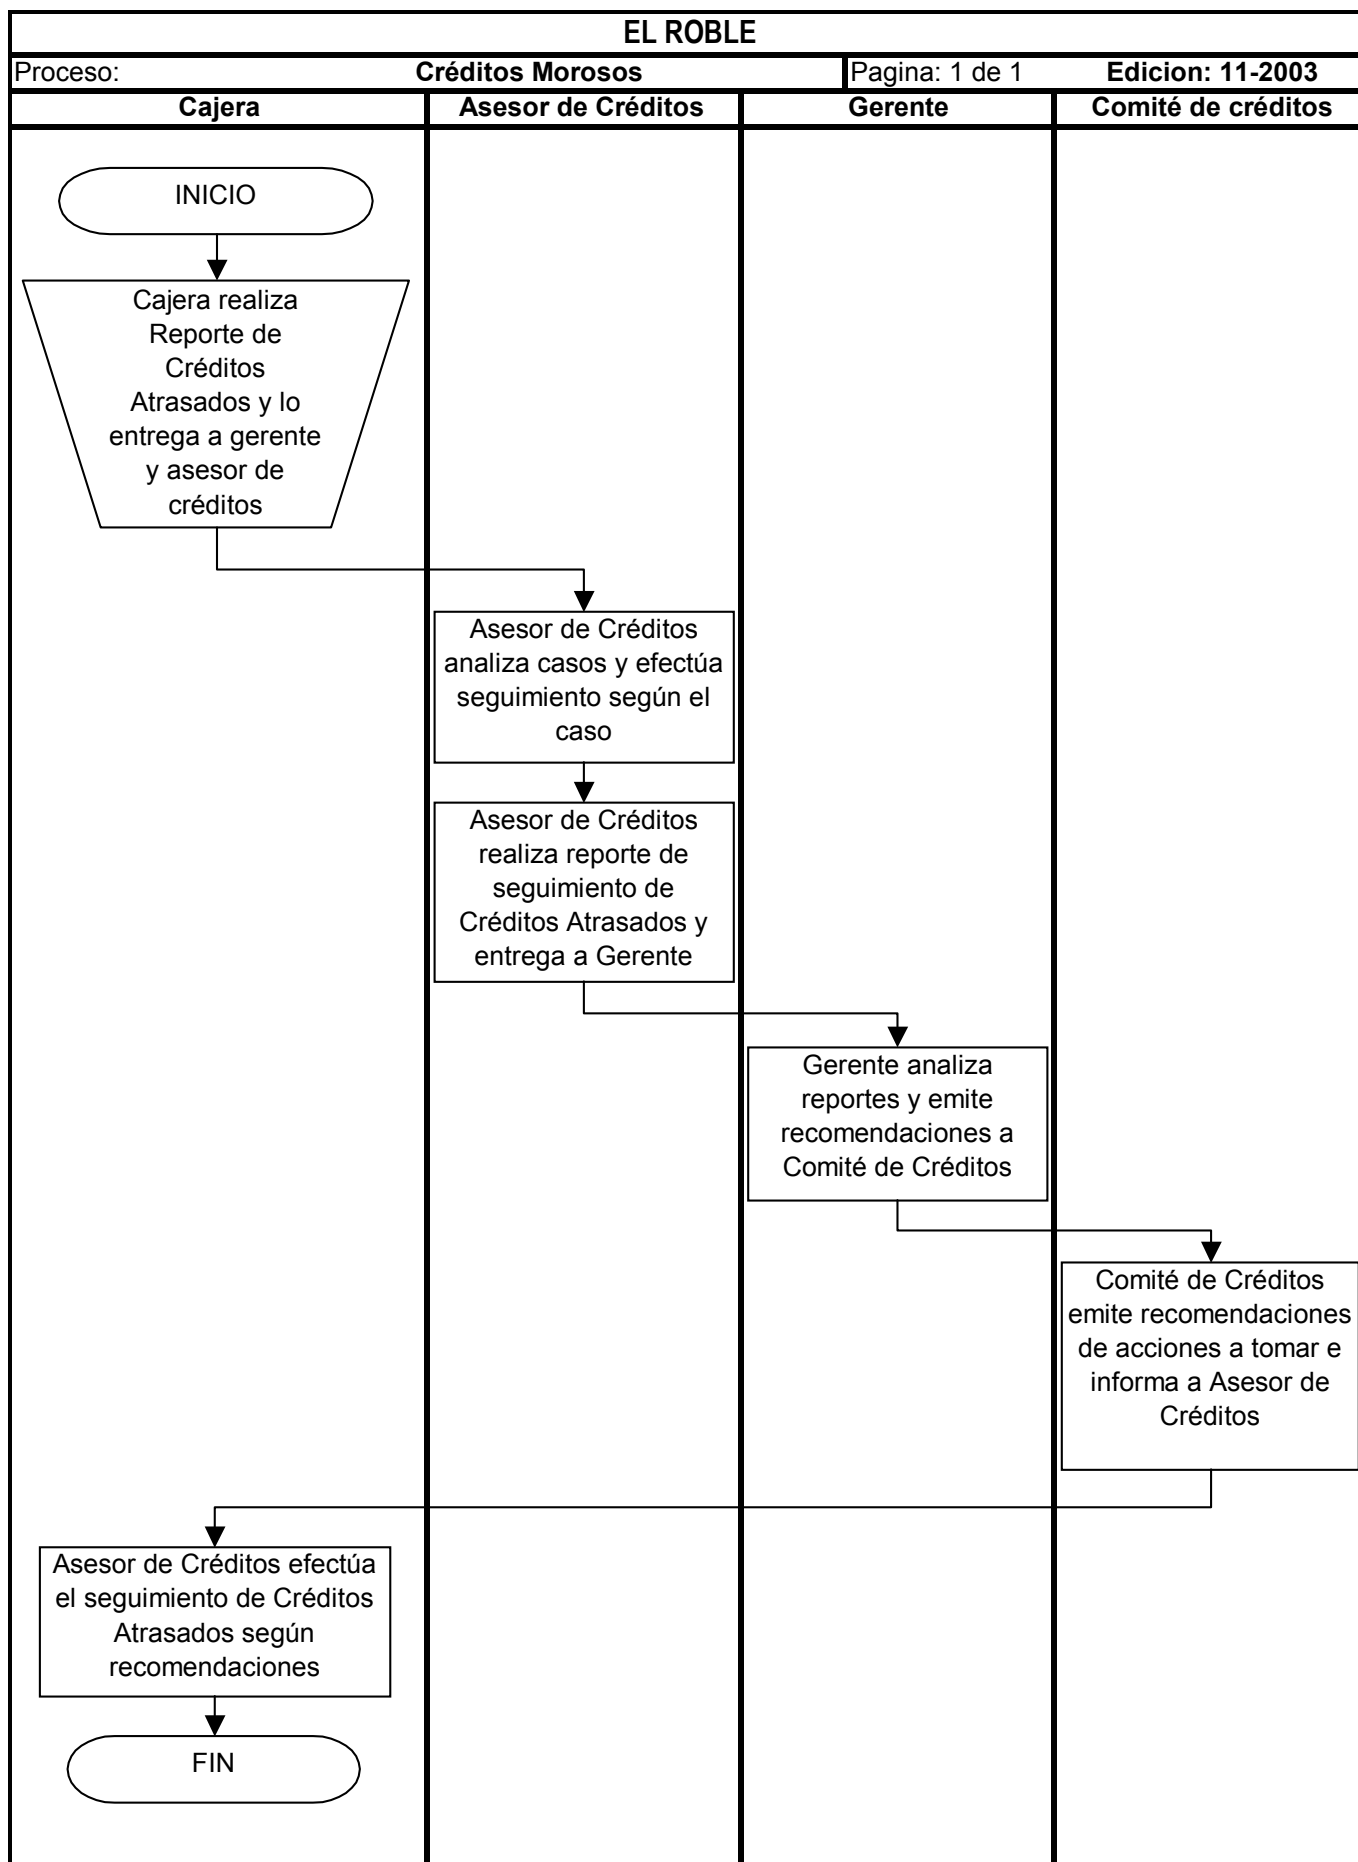 EL ROBLE
Proceso: Créditos Morosos Pagina: 1 de 1 Edicion: 11-2003
Cajera Asesor de Créditos Gerente Comité de créditos
INICIO
Cajera realiza
Reporte de
Créditos
Atrasados y lo
entrega a gerente
y asesor de
créditos
Asesor de Créditos
analiza casos y efectúa
seguimiento según el
caso
Asesor de Créditos
realiza reporte de
seguimiento de
Créditos Atrasados y
entrega a Gerente
Gerente analiza
reportes y emite
recomendaciones a
Comité de Créditos
Comité de Créditos
emite recomendaciones
de acciones a tomar e
informa a Asesor de
Créditos
Asesor de Créditos efectúa
el seguimiento de Créditos
Atrasados según
recomendaciones
FIN